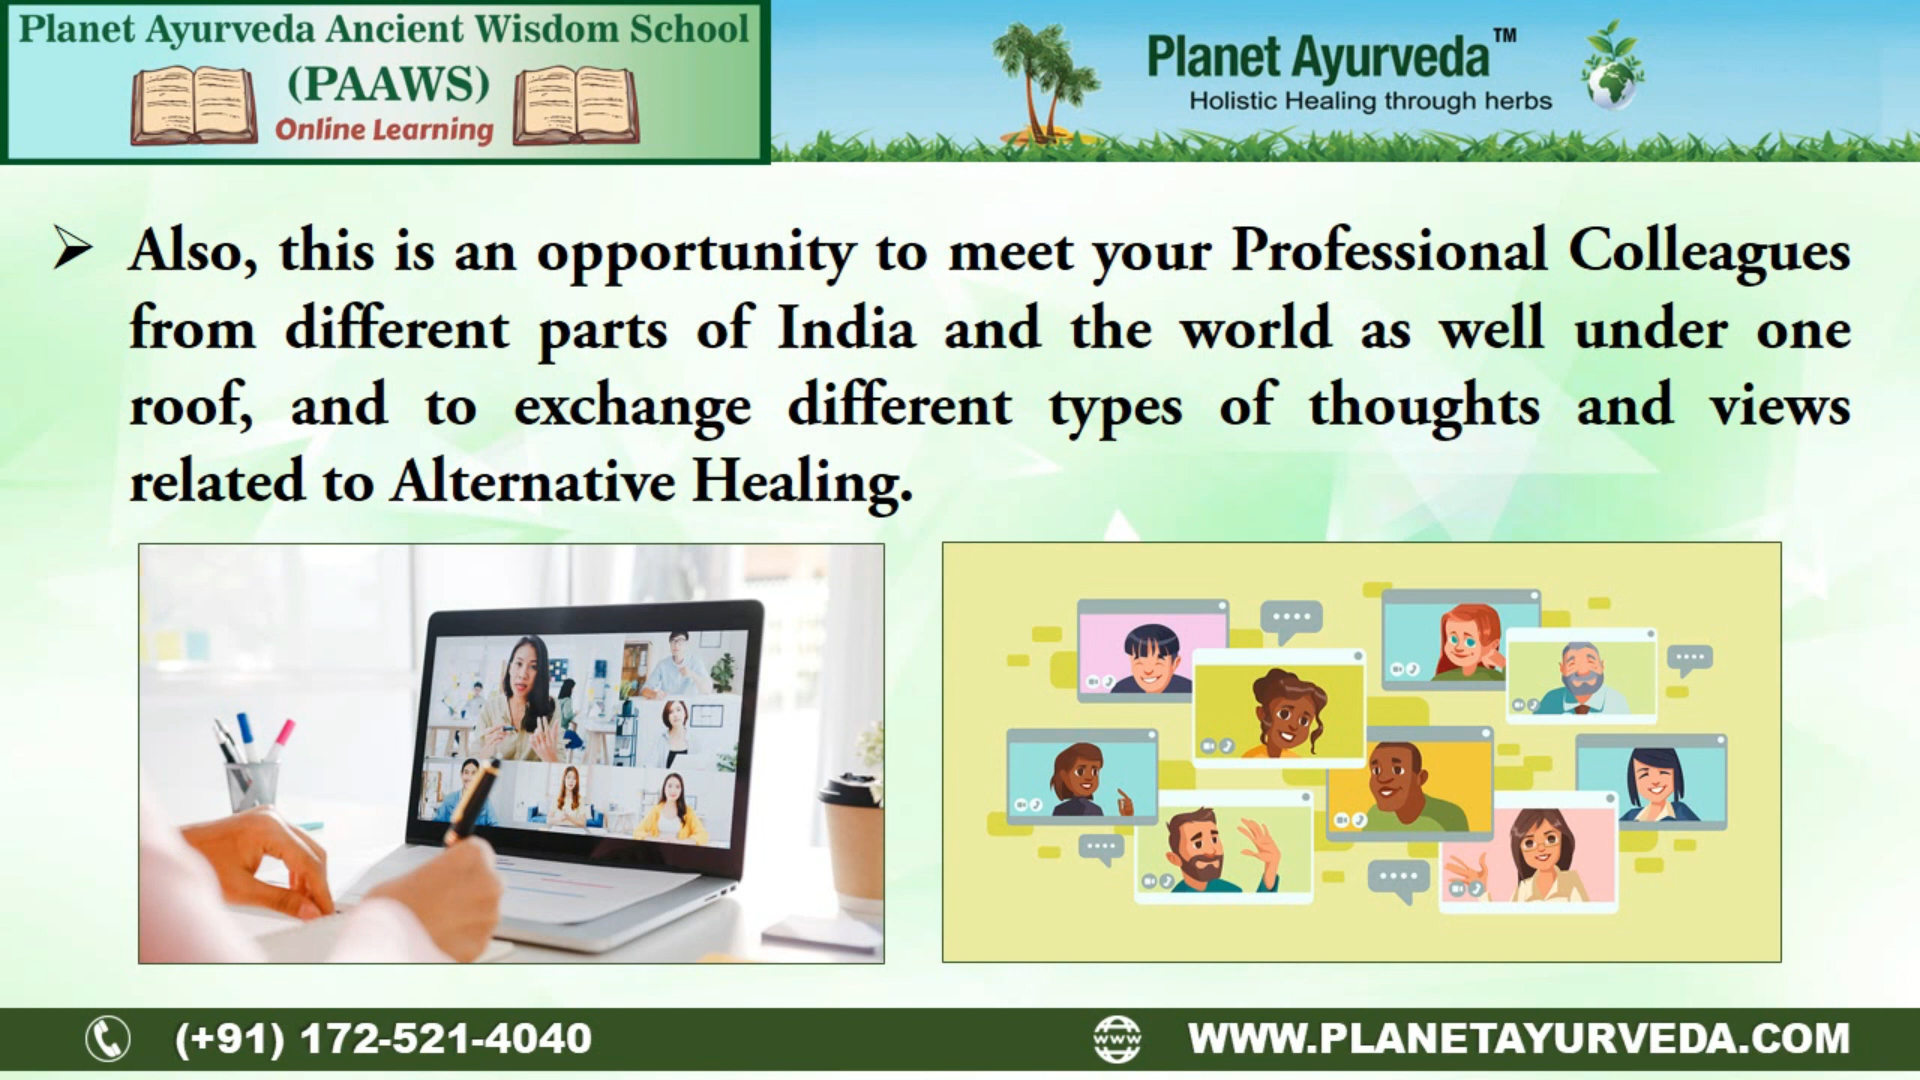 Planet Ayurveda Ancient Wisdom School
(PAAWS)
Online Learning
Planet Ayurveda™
Holistic Healing through herbs
➢ Also, this is an opportunity to meet your Professional Colleagues
from different parts of India and the world as well under one
roof, and to exchange different types of thoughts and views
related to Alternative Healing.
(+91) 172-521-4040
www
WWW.PLANETAYURVEDA.COM